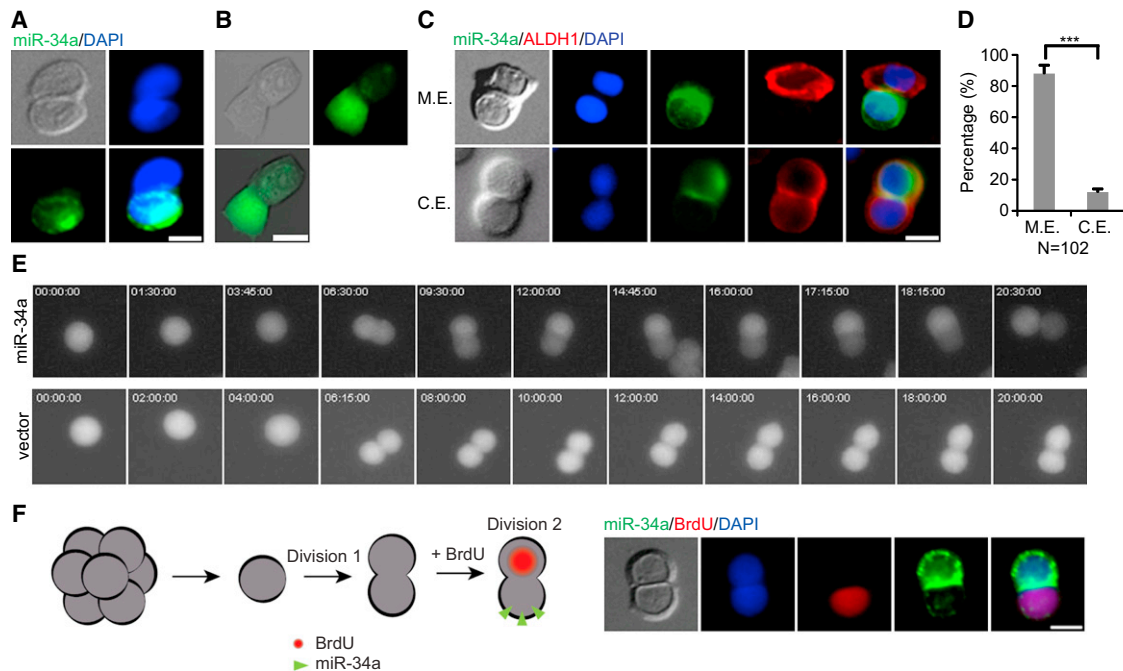 A
miR-34a/DAPI
B
C
miR-34a/ALDH1/DAPI
M.E.
C.E.
D
***
100
80
60
40
20
0
Percentage (%)
M.E.
C.E.
N=102
E
miR-34a
00:00:00
01:30:00
03:45:00
06:30:00
09:30:00
12:00:00
14:45:00
16:00:00
17:15:00
18:15:00
20:30:00
vector
00:00:00
02:00:00
04:00:00
06:15:00
08:00:00
10:00:00
12:00:00
14:00:00
16:00:00
18:00:00
20:00:00
F
Division 1
+ BrdU
Division 2
BrdU
miR-34a
miR-34a/BrdU/DAPI